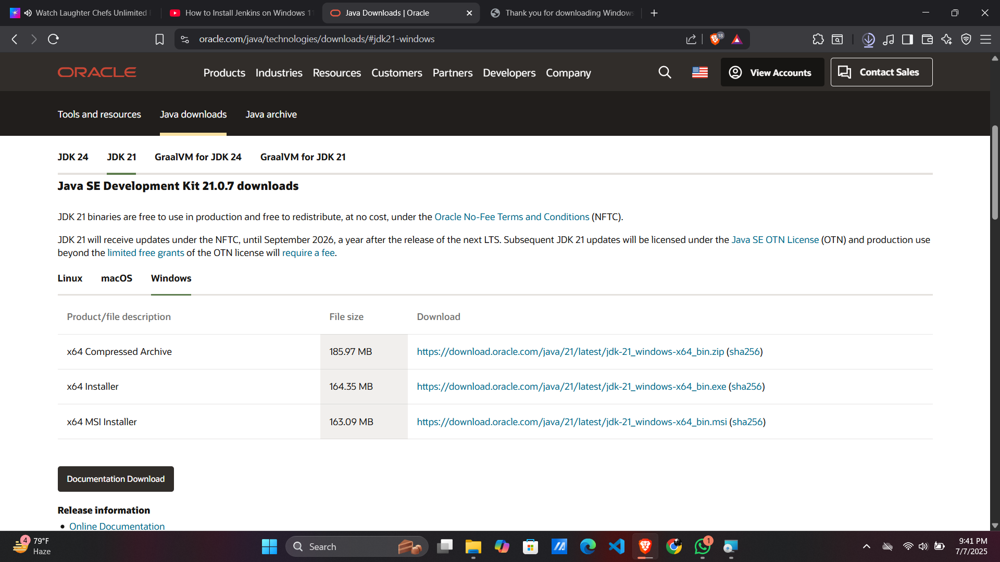 Watch Laughter Chefs Unlimited
How to Install Jenkins on Windows 11
Java Downloads | Oracle
Thank you for downloading Windows
oracle.com/java/technologies/downloads/#jdk21-windows
18
ORACLE
Products Industries Resources Customers Partners Developers Company
View Accounts
Contact Sales
Tools and resources
Java downloads
Java archive
JDK 24 JDK 21 GraalVM for JDK 24 GraalVM for JDK 21
Java SE Development Kit 21.0.7 downloads
JDK 21 binaries are free to use in production and free to redistribute, at no cost, under the Oracle No-Fee Terms and Conditions (NFTC).
JDK 21 will receive updates under the NFTC, until September 2026, a year after the release of the next LTS. Subsequent JDK 21 updates will be licensed under the Java SE OTN License (OTN) and production use
beyond the limited free grants of the OTN license will require a fee.
Linux macOS Windows
Product/file description File size Download
x64 Compressed Archive 185.97 MB https://download.oracle.com/java/21/latest/jdk-21_windows-x64_bin.zip (sha256)
x64 Installer 164.35 MB https://download.oracle.com/java/21/latest/jdk-21_windows-x64_bin.exe (sha256)
x64 MSI Installer 163.09 MB https://download.oracle.com/java/21/latest/jdk-21_windows-x64_bin.msi (sha256)
Documentation Download
Release information
• Online Documentation
4
79°F
Haze
Search
1
9:41 PM
7/7/2025